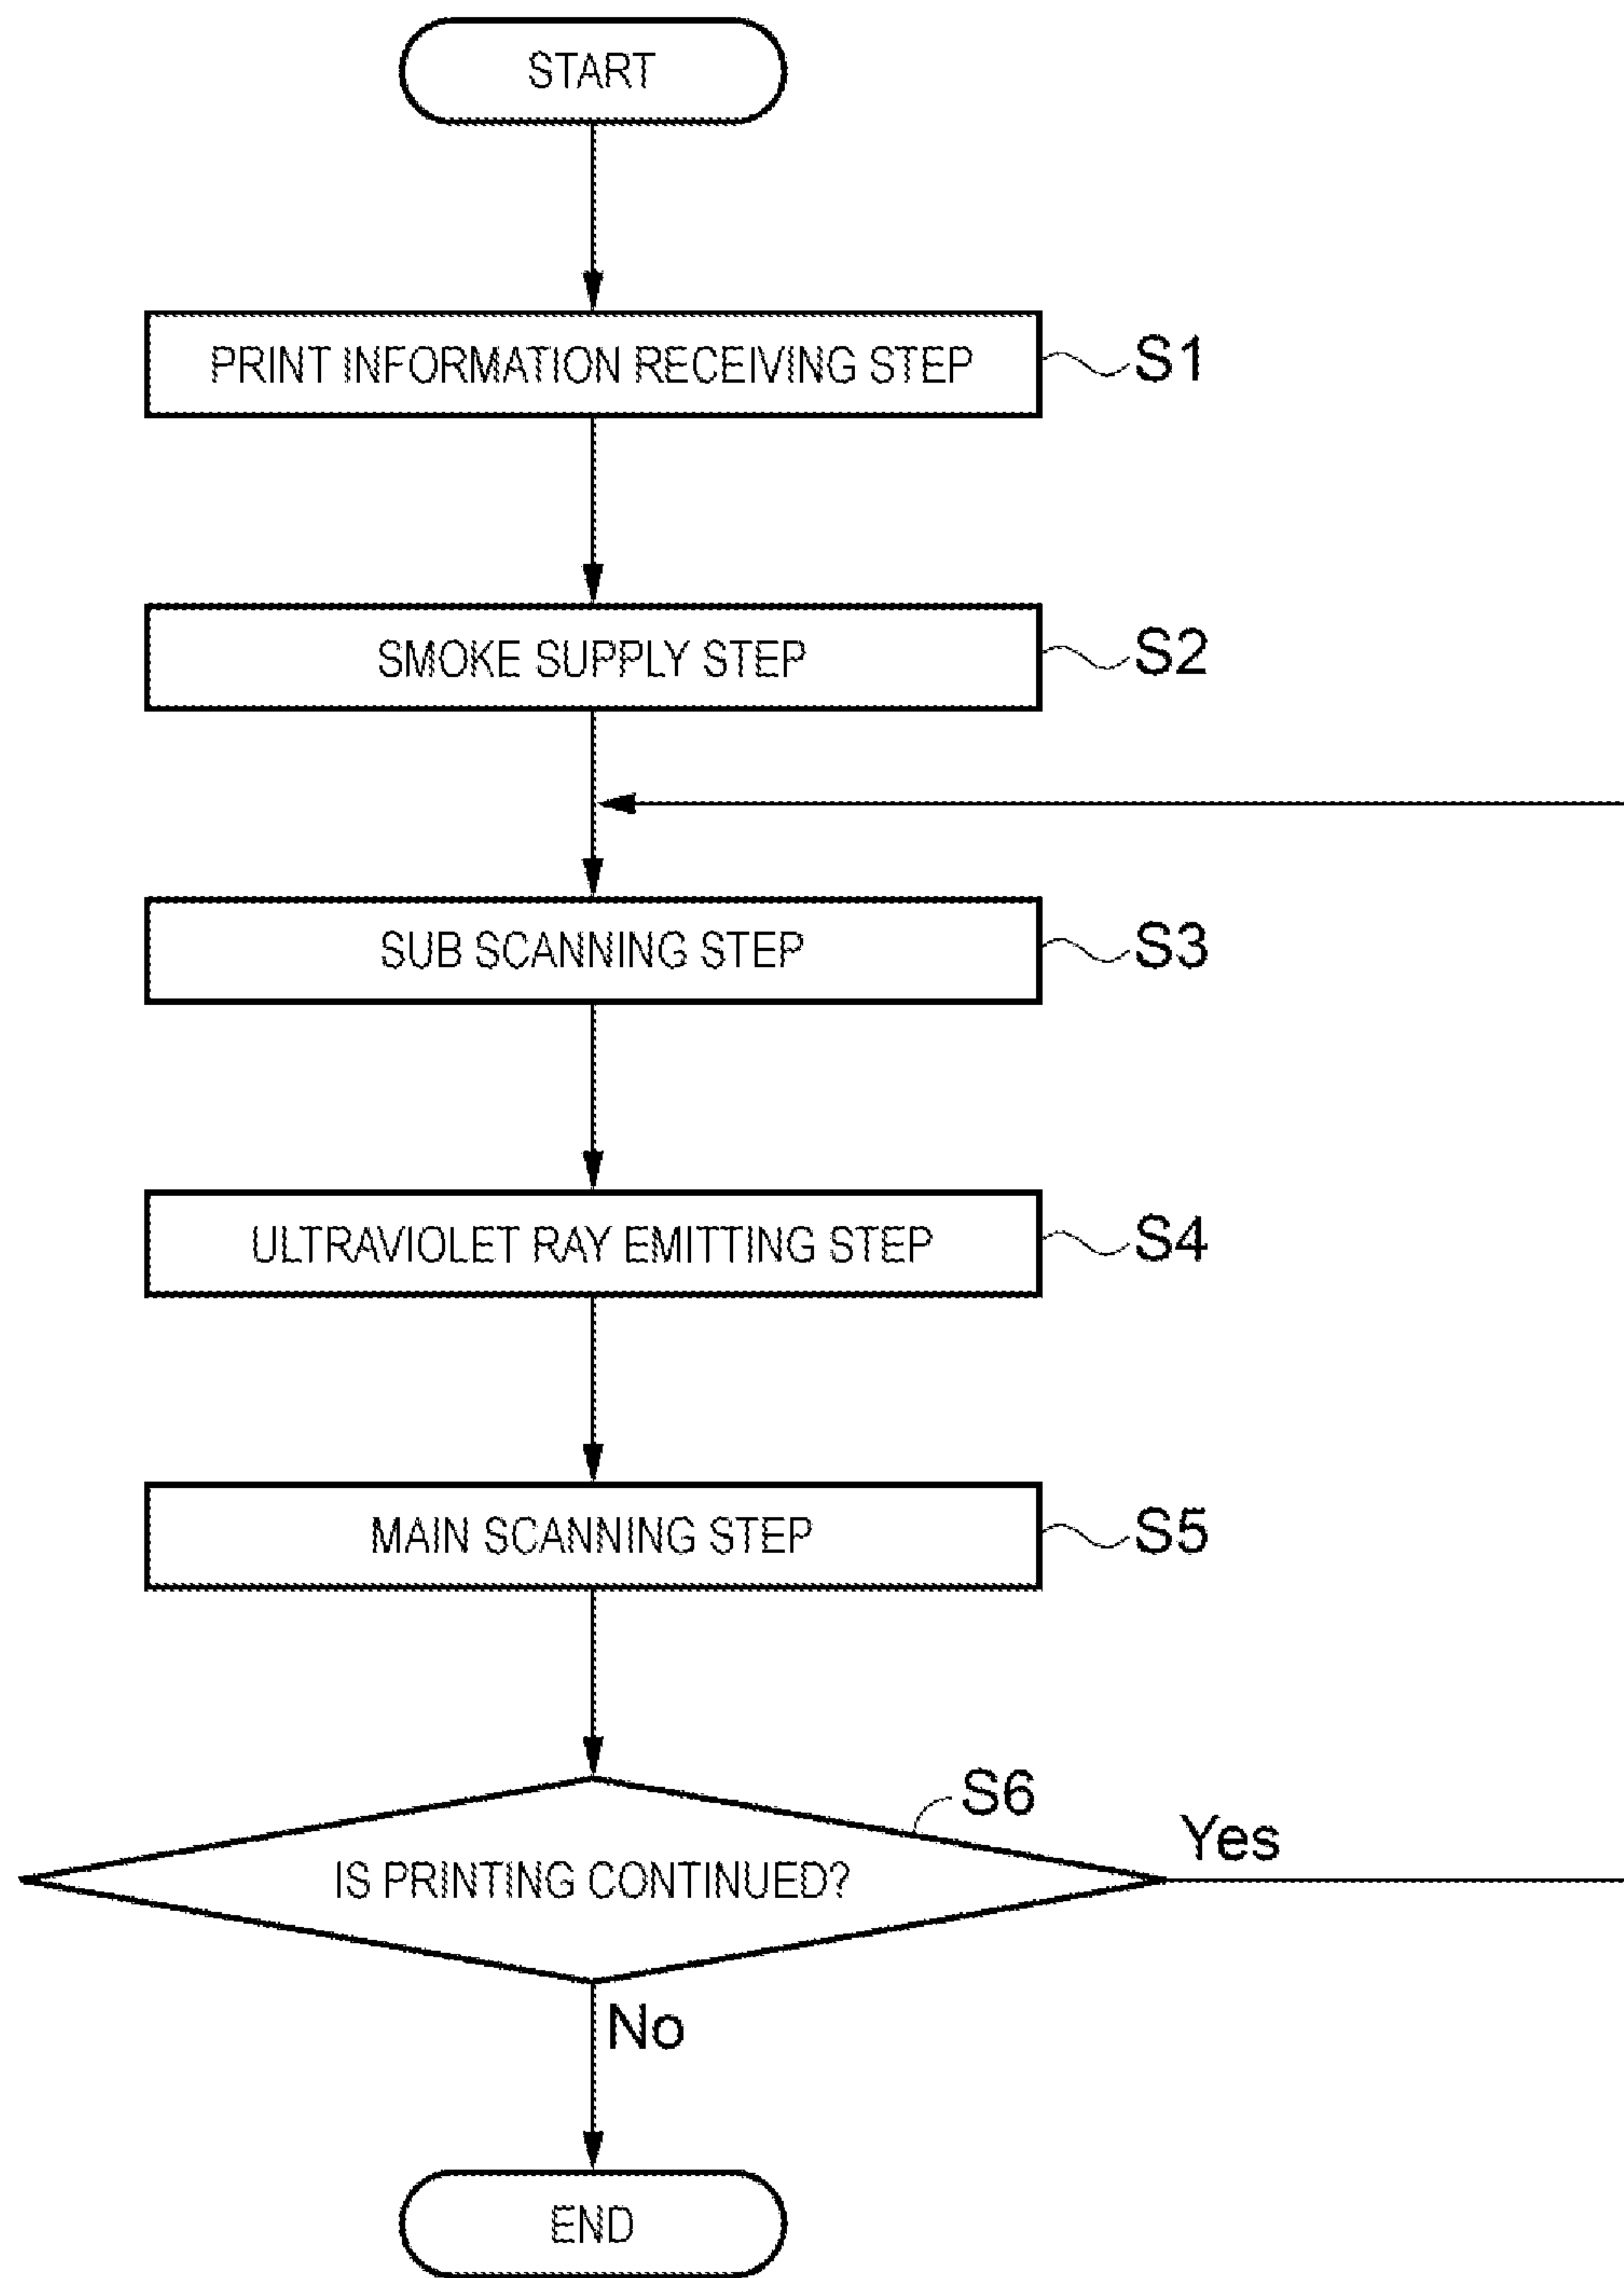 START
PRINT INFORMATION RECEIVING STEP
S1
SMOKE SUPPLY STEP
S2
SUB SCANNING STEP
S3
ULTRAVIOLET RAY EMITTING STEP
S4
MAIN SCANNING STEP
S5
S6
IS PRINTING CONTINUED?
Yes
No
END